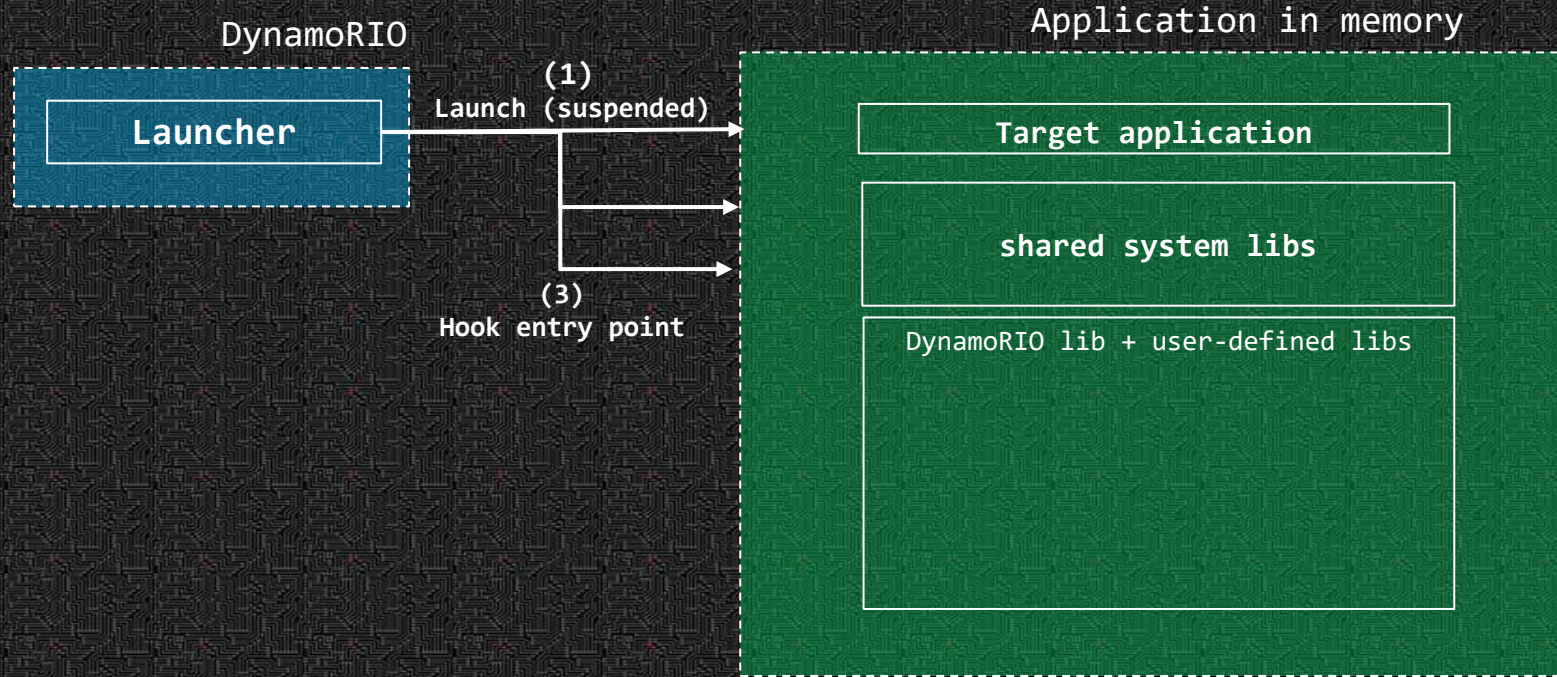 DynamoRIO
Application in memory
Launcher
(1)
Launch (suspended)
(3)
Hook entry point
Target application
shared system libs
DynamoRIO lib + user-defined libs